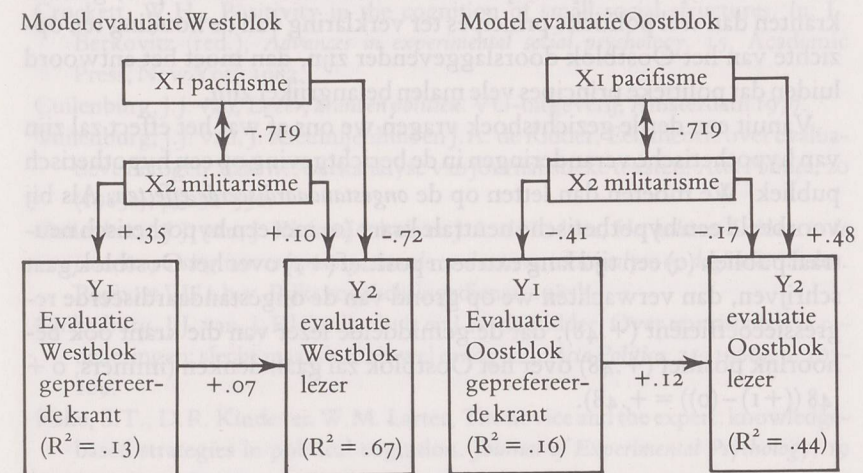 Model evaluatie Westblok
X1 pacifisme
-.719
X2 militarisme
+.35
+.10
-.72
Y1
Evaluatie
Westblok
geprefereer-
de krant
(R² = .13)
+.07
Y2
evaluatie
Westblok
lezer
(R² = .67)
Model evaluatie Oostblok
X1 pacifisme
-.719
X2 militarisme
-.41
-.17
+.48
Y1
Evaluatie
Oostblok
geprefereer-
de krant
(R² = .16)
+.12
Y2
evaluatie
Oostblok
lezer
(R² = .44)